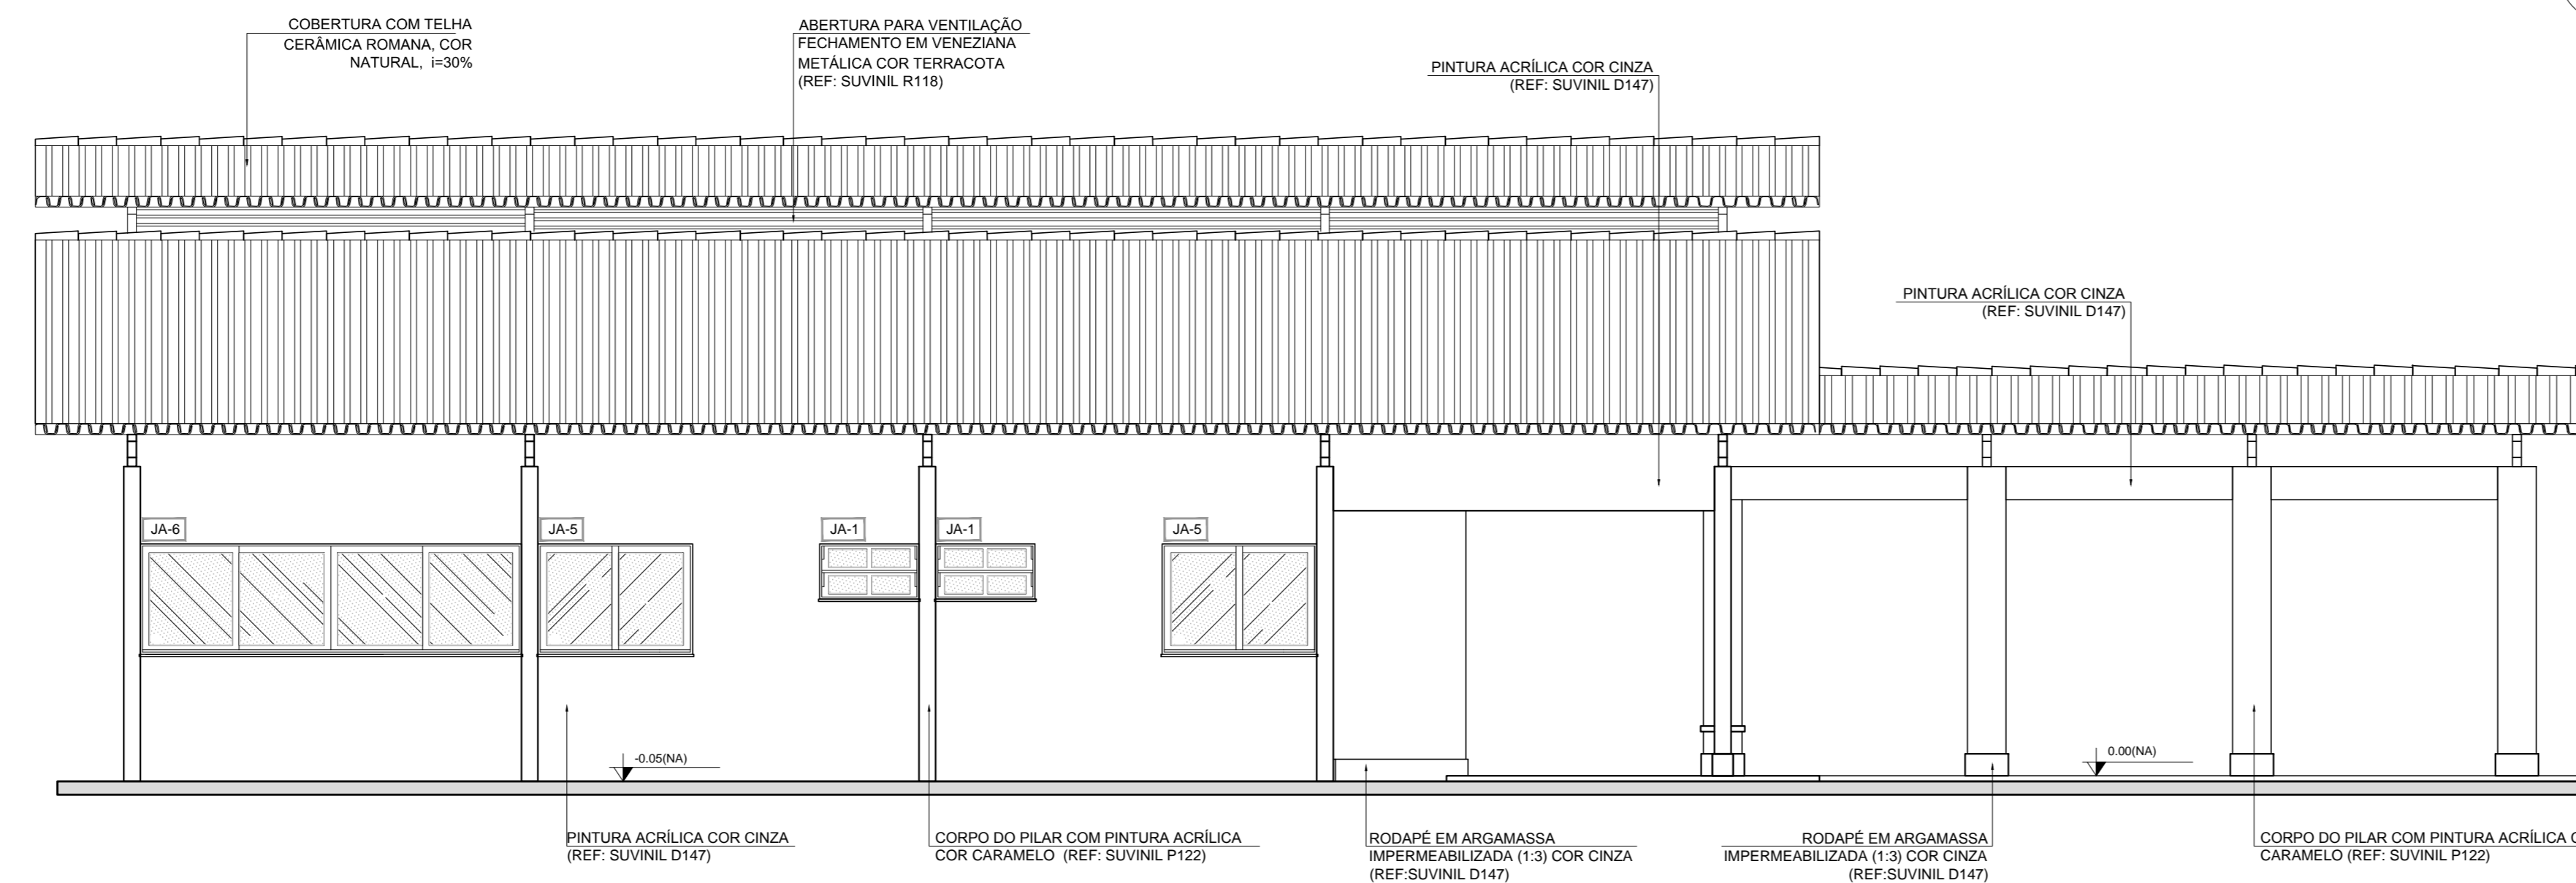 COBERTURA COM TELHA
CERÂMICA ROMANA, COR
NATURAL, i=30%
ABERTURA PARA VENTILAÇÃO
FECHAMENTO EM VENEZIANA
METÁLICA COR TERRACOTA
(REF: SUVINIL R118)
PINTURA ACRÍLICA COR CINZA
(REF: SUVINIL D147)
PINTURA ACRÍLICA COR CINZA
(REF: SUVINIL D147)
JA-6
JA-5
JA-1
JA-1
JA-5
-0.05(NA)
0.00(NA)
PINTURA ACRÍLICA COR CINZA
(REF: SUVINIL D147)
CORPO DO PILAR COM PINTURA ACRÍLICA
COR CARAMELO (REF: SUVINIL P122)
RODAPÉ EM ARGAMASSA
IMPERMEABILIZADA (1:3) COR CINZA
(REF:SUVINIL D147)
RODAPÉ EM ARGAMASSA
IMPERMEABILIZADA (1:3) COR CINZA
(REF:SUVINIL D147)
CORPO DO PILAR COM PINTURA ACRÍLICA
CARAMELO (REF: SUVINIL P122)